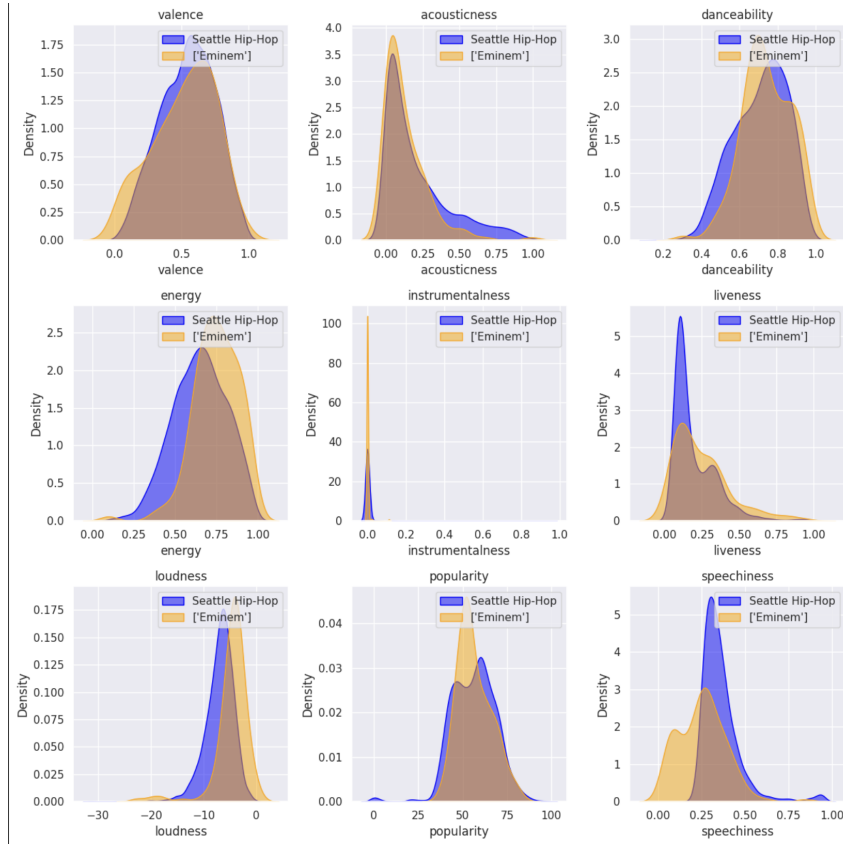 valence
Seattle Hip-Hop
['Eminem']
Density
1.75
1.50
1.25
1.00
0.75
0.50
0.25
0.00
0.0
0.5
1.0
valence
acousticness
Seattle Hip-Hop
['Eminem']
Density
4.0
3.5
3.0
2.5
2.0
1.5
1.0
0.5
0.0
0.00
0.25
0.50
0.75
1.00
acousticness
danceability
Seattle Hip-Hop
['Eminem']
Density
3.0
2.5
2.0
1.5
1.0
0.5
0.0
0.2
0.4
0.6
0.8
1.0
danceability
energy
Seattle Hip-Hop
['Eminem']
Density
2.5
2.0
1.5
1.0
0.5
0.0
0.00
0.25
0.50
0.75
1.00
energy
instrumentalness
Seattle Hip-Hop
['Eminem']
Density
100
80
60
40
20
0
0.0
0.2
0.4
0.6
0.8
1.0
instrumentalness
liveness
Seattle Hip-Hop
['Eminem']
Density
5
4
3
2
1
0
0.00
0.25
0.50
0.75
1.00
liveness
loudness
Seattle Hip-Hop
['Eminem']
Density
0.175
0.150
0.125
0.100
0.075
0.050
0.025
0.000
−30
−20
−10
0
loudness
popularity
Seattle Hip-Hop
['Eminem']
Density
0.04
0.03
0.02
0.01
0.00
0
25
50
75
100
popularity
speechiness
Seattle Hip-Hop
['Eminem']
Density
5
4
3
2
1
0
0.00
0.25
0.50
0.75
1.00
speechiness